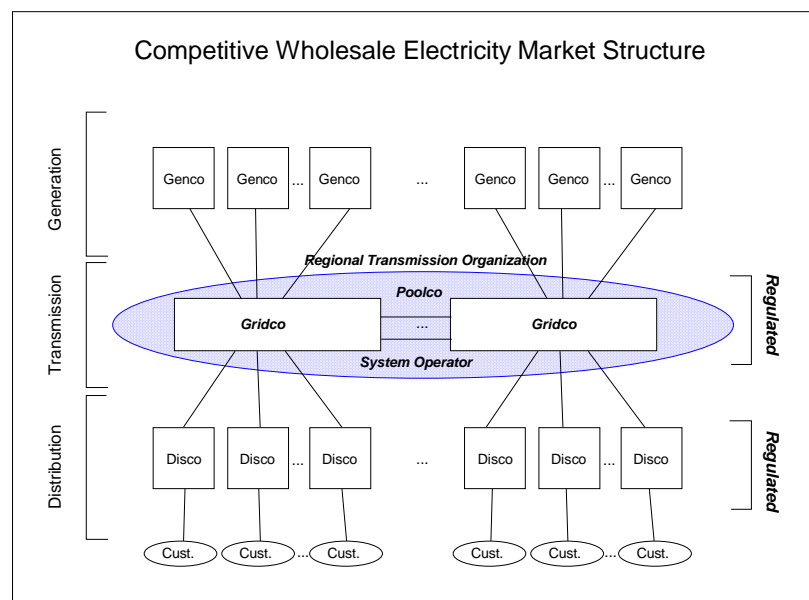 Competitive Wholesale Electricity Market Structure
Generation
Genco Genco ... Genco ... Genco Genco ... Genco
Regional Transmission Organization
Transmission
Poolco
Gridco ... Gridco
System Operator
Regulated
Distribution
Disco Disco ... Disco ... Disco Disco ... Disco
Regulated
Cust. Cust. ... Cust. Cust. Cust. ... Cust.